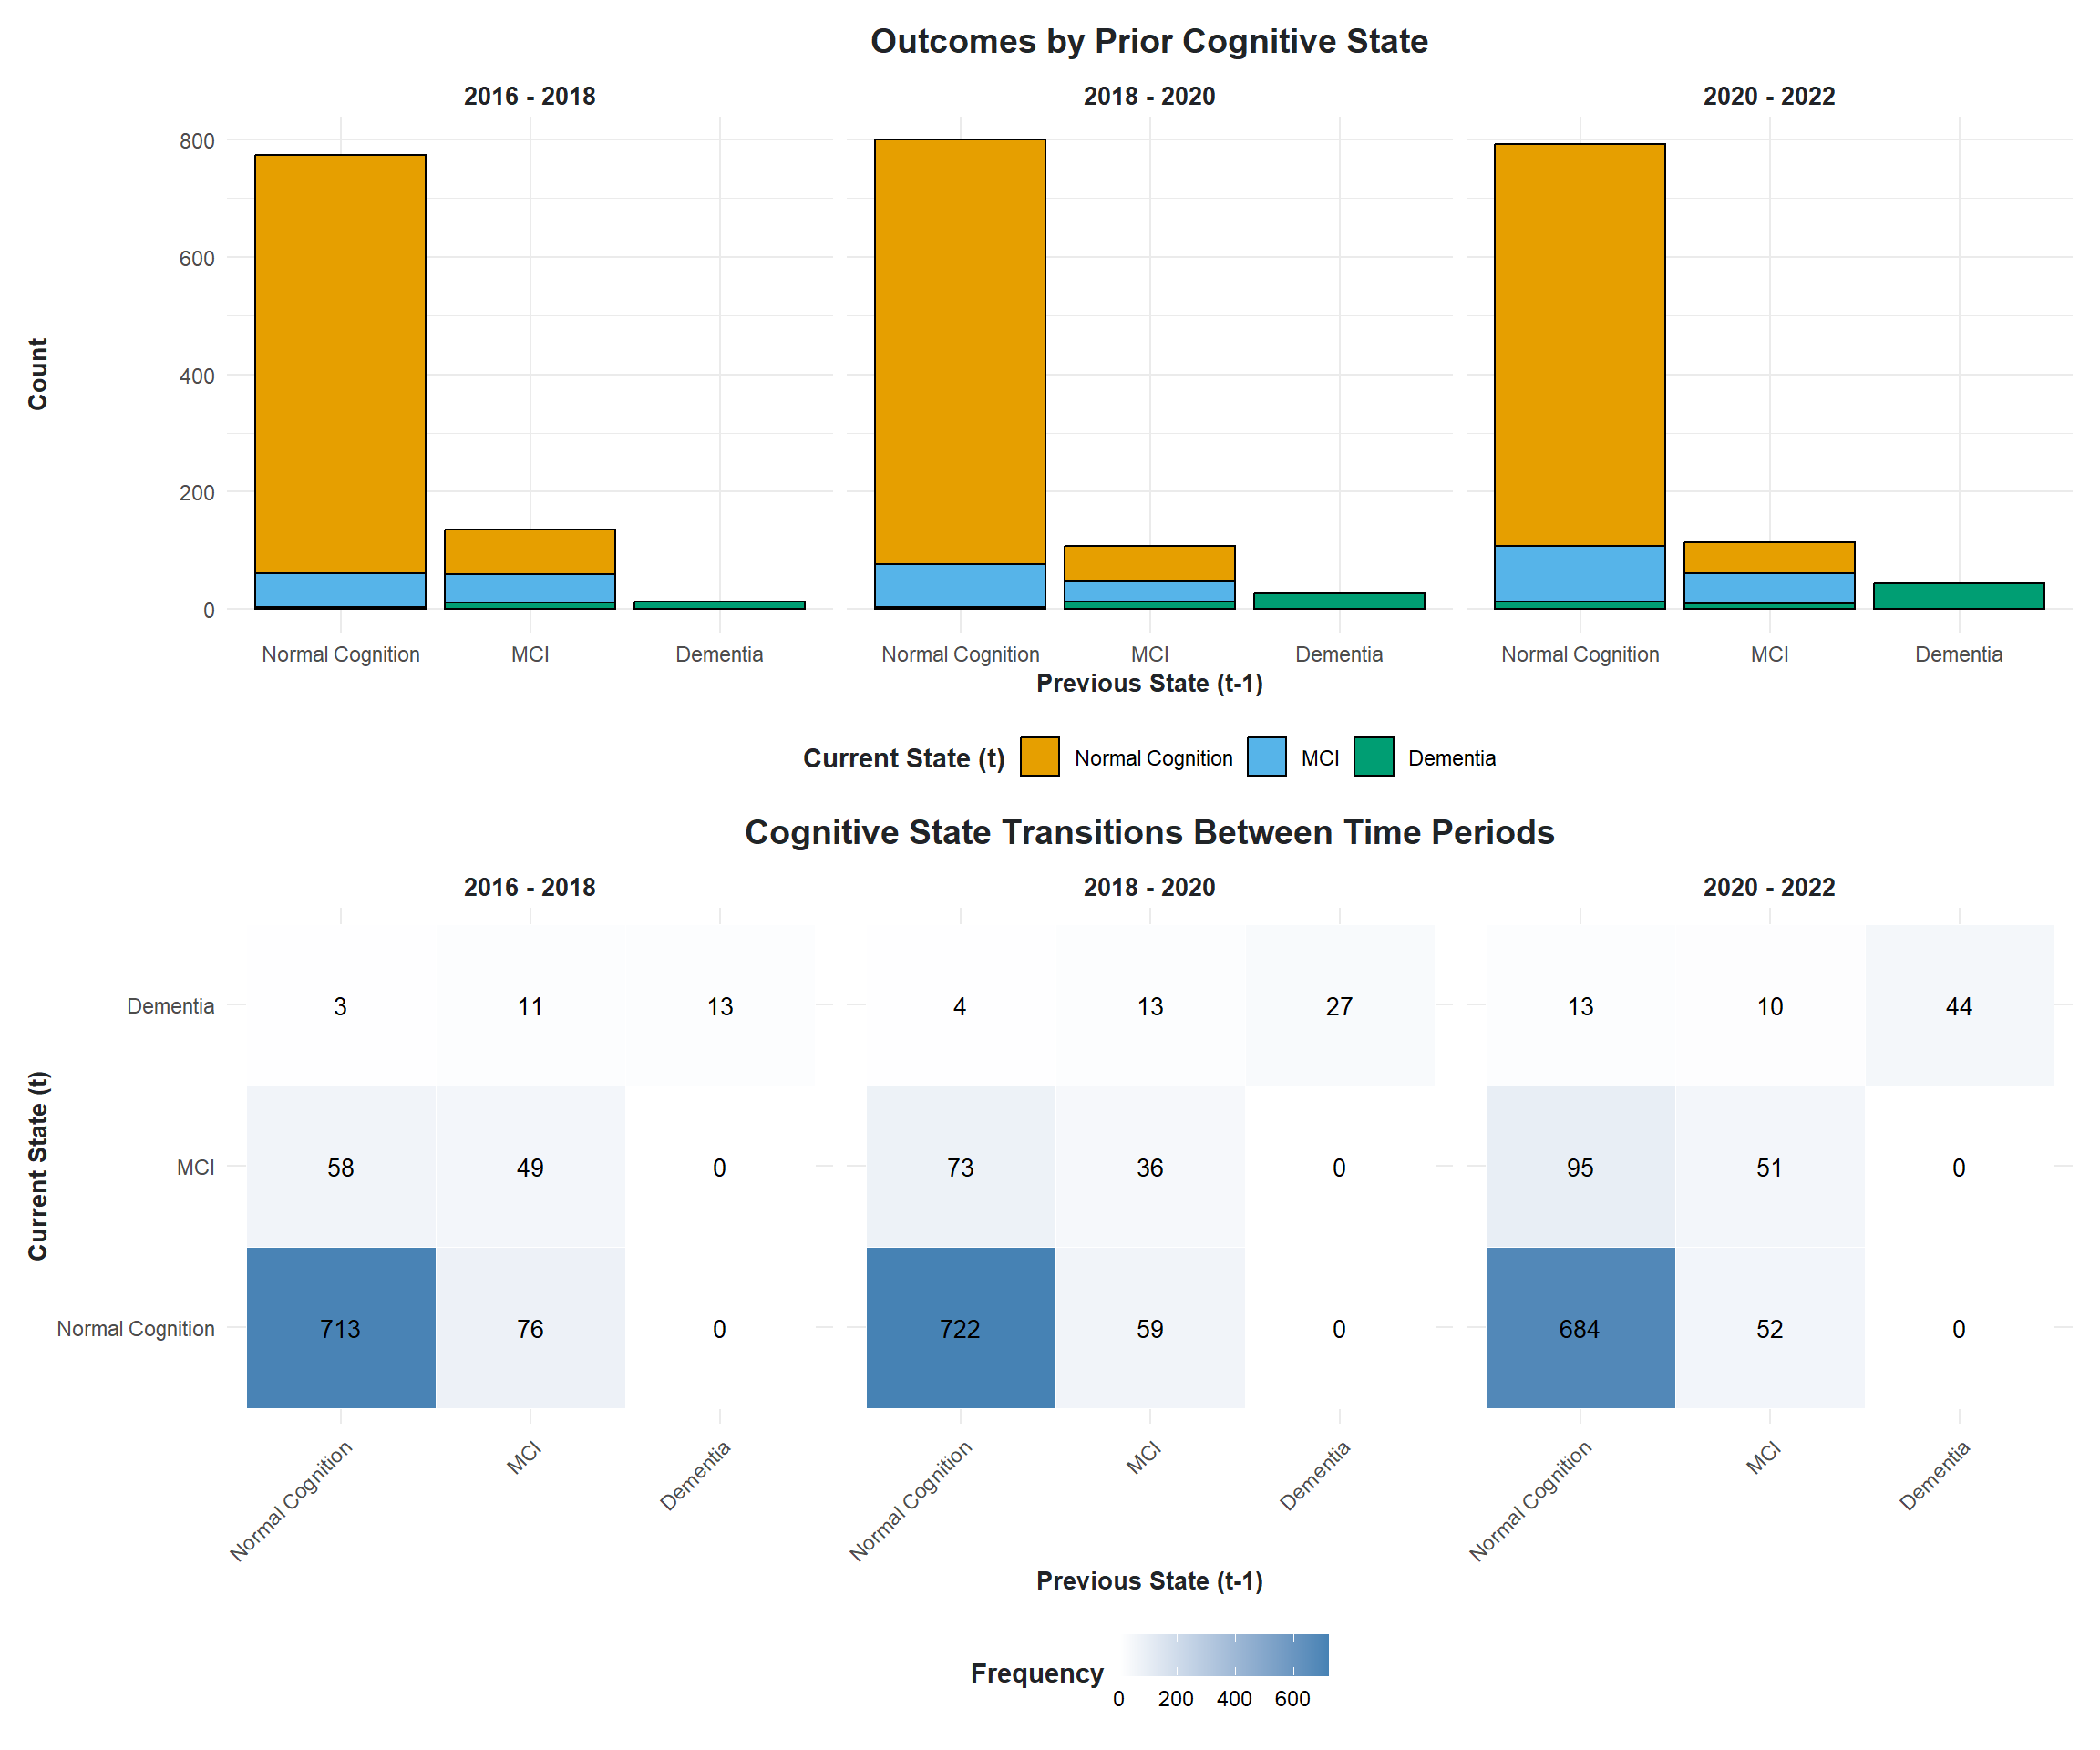 Outcomes by Prior Cognitive State
2016 - 2018 2018 - 2020 2020 - 2022
Count
800
600
400
200
0
Normal Cognition MCI Dementia Normal Cognition MCI Dementia Normal Cognition MCI Dementia
Previous State (t-1)
Current State (t) Normal Cognition MCI Dementia
Cognitive State Transitions Between Time Periods
2016 - 2018 2018 - 2020 2020 - 2022
Current State (t)
Dementia 3 11 13 4 13 27 13 10 44
MCI 58 49 0 73 36 0 95 51 0
Normal Cognition 713 76 0 722 59 0 684 52 0
Normal Cognition MCI Dementia Normal Cognition MCI Dementia Normal Cognition MCI Dementia
Previous State (t-1)
Frequency
0 200 400 600